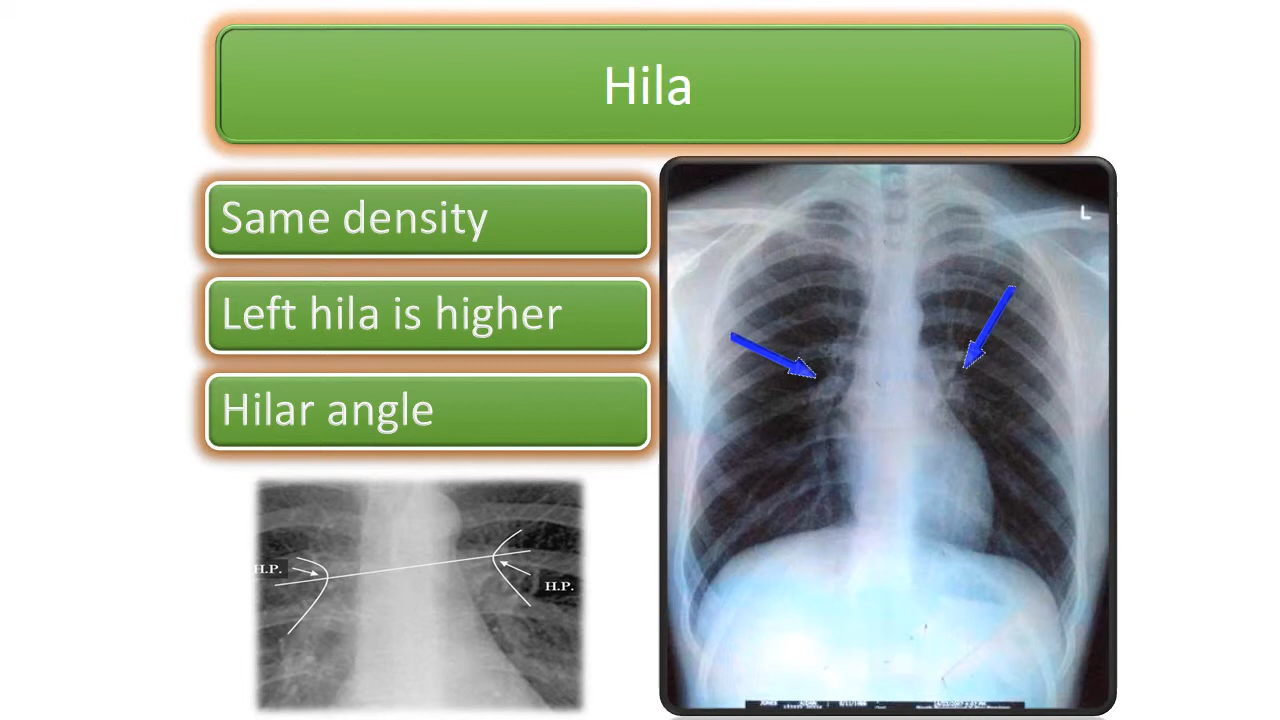 Hila
Same density
Left hila is higher
Hilar angle
L
H.P.
H.P.